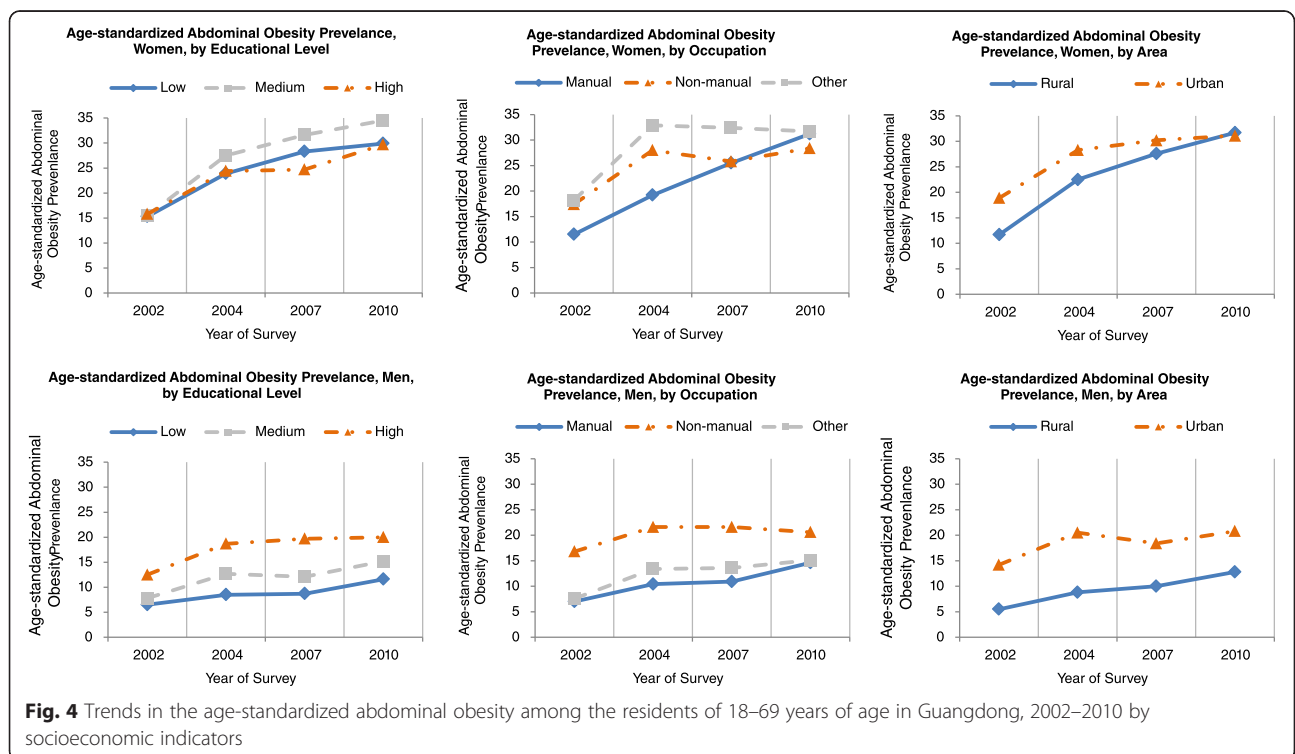 Age-standardized Abdominal Obesity Prevelance,
Women, by Educational Level
Low Medium High
Age-standardized Abdominal
Obesity Prevenlance
35
30
25
20
15
10
5
0
2002 2004 2007 2010
Year of Survey
Age-standardized Abdominal Obesity
Prevelance, Women, by Occupation
Manual Non-manual Other
Age-standardized Abdominal
ObesityPrevenlance
35
30
25
20
15
10
5
0
2002 2004 2007 2010
Year of Survey
Age-standardized Abdominal Obesity
Prevelance, Women, by Area
Rural Urban
Age-standardized Abdominal
Obesity Prevenlance
35
30
25
20
15
10
5
0
2002 2004 2007 2010
Year of Survey
Age-standardized Abdominal Obesity Prevelance, Men,
by Educational Level
Low Medium High
Age-standardized Abdominal
ObesityPrevenlance
35
30
25
20
15
10
5
0
2002 2004 2007 2010
Year of Survey
Age-standardized Abdominal Obesity
Prevelance, Men, by Occupation
Manual Non-manual Other
Age-standardized Abdominal
Obesity Prevenlance
35
30
25
20
15
10
5
0
2002 2004 2007 2010
Year of Survey
Age-standardized Abdominal Obesity
Prevelance, Men, by Area
Rural Urban
Age-standardized Abdominal
Obesity Prevenlance
35
30
25
20
15
10
5
0
2002 2004 2007 2010
Year of Survey
Fig. 4 Trends in the age-standardized abdominal obesity among the residents of 18–69 years of age in Guangdong, 2002–2010 by
socioeconomic indicators